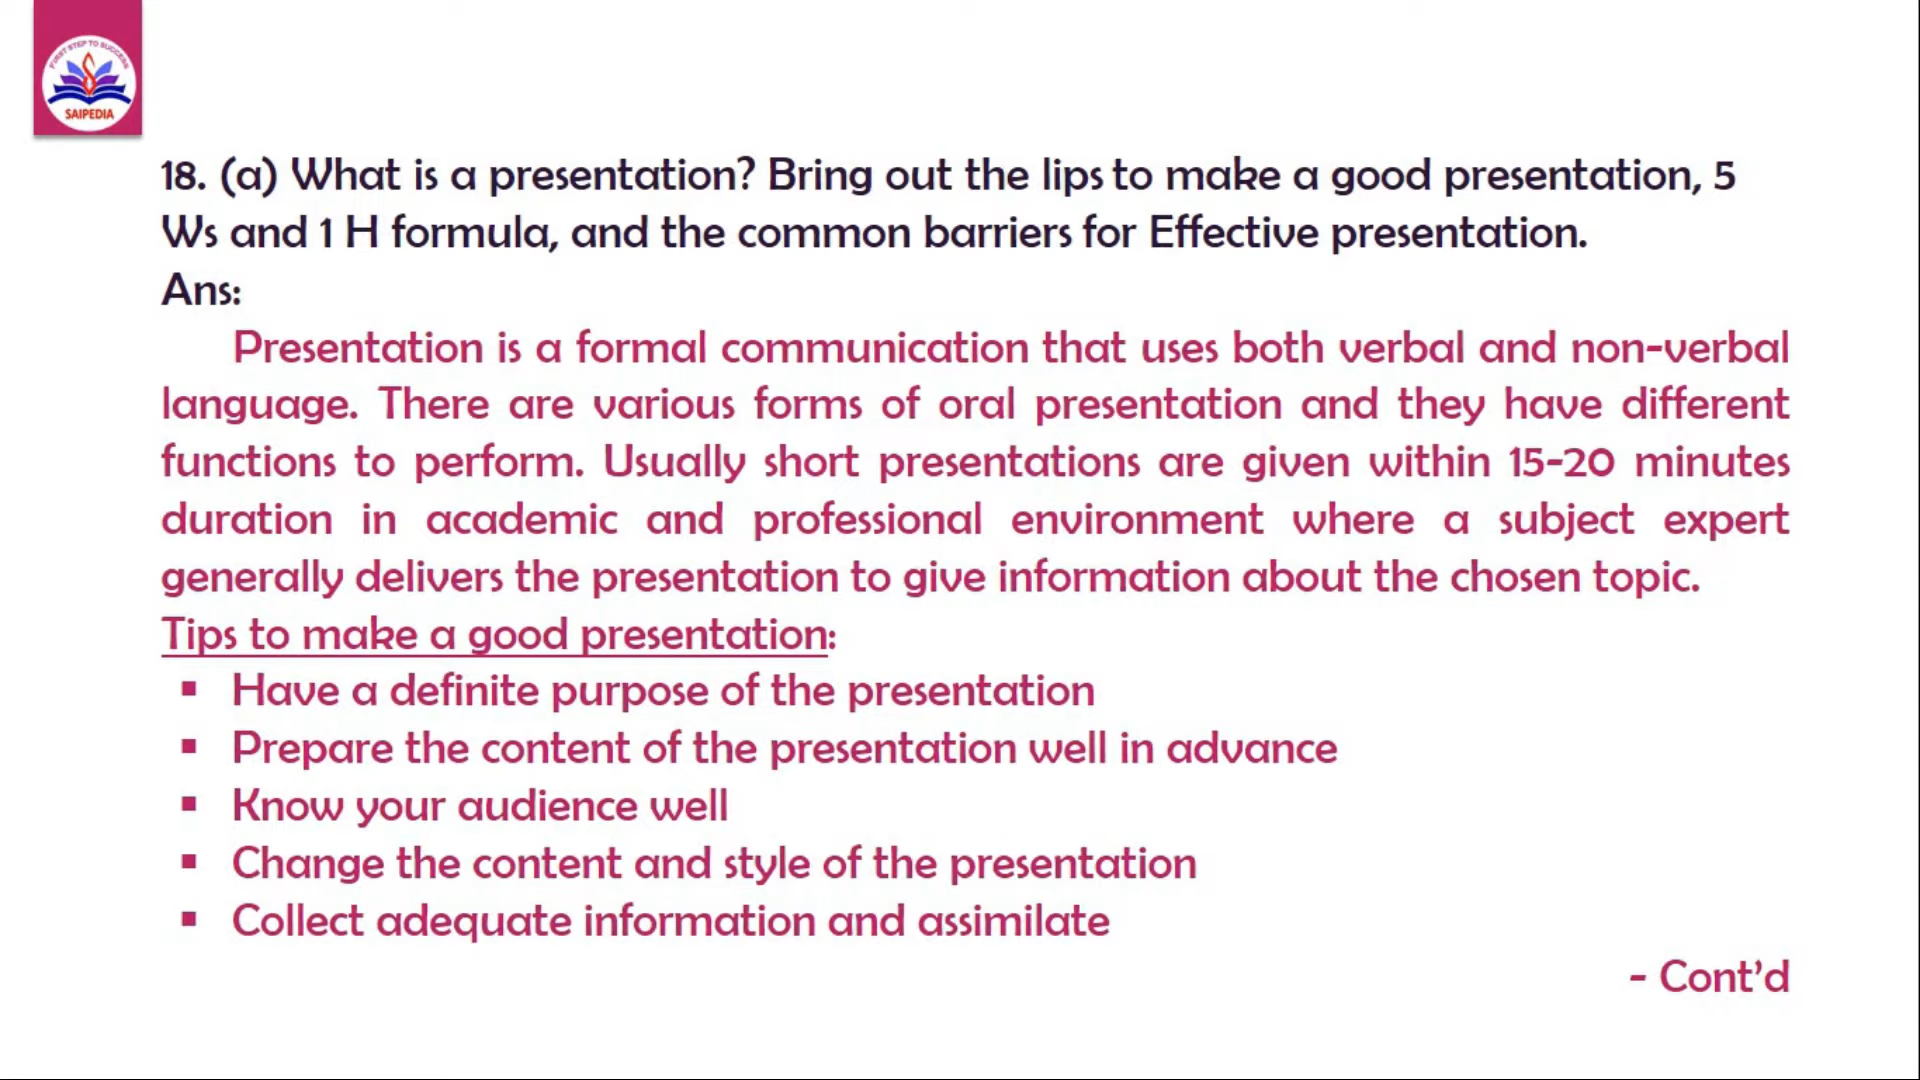 FIRST STEP TO SUCCESS
SAIPEDIA
18. (a) What is a presentation? Bring out the lips to make a good presentation, 5
Ws and 1 H formula, and the common barriers for Effective presentation.
Ans:
Presentation is a formal communication that uses both verbal and non-verbal
language. There are various forms of oral presentation and they have different
functions to perform. Usually short presentations are given within 15-20 minutes
duration in academic and professional environment where a subject expert
generally delivers the presentation to give information about the chosen topic.
Tips to make a good presentation:
▪ Have a definite purpose of the presentation
▪ Prepare the content of the presentation well in advance
▪ Know your audience well
▪ Change the content and style of the presentation
▪ Collect adequate information and assimilate
- Cont’d